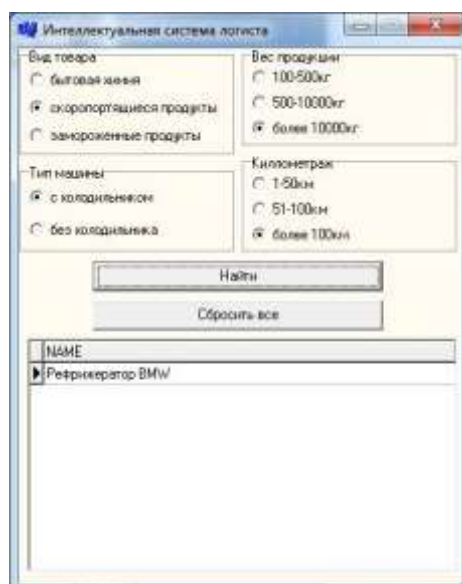 Интеллектуальная система логиста
Вид товара
бытовая химия
скоропортящиеся продукты
замороженные продукты
Вес продукции
100-500кг
500-10000кг
более 10000кг
Тип машины
с холодильником
без холодильника
Киллометраж
1-50км
51-100км
более 100км
Найти
Сбросить все
NAME
Рефрижератор BMW